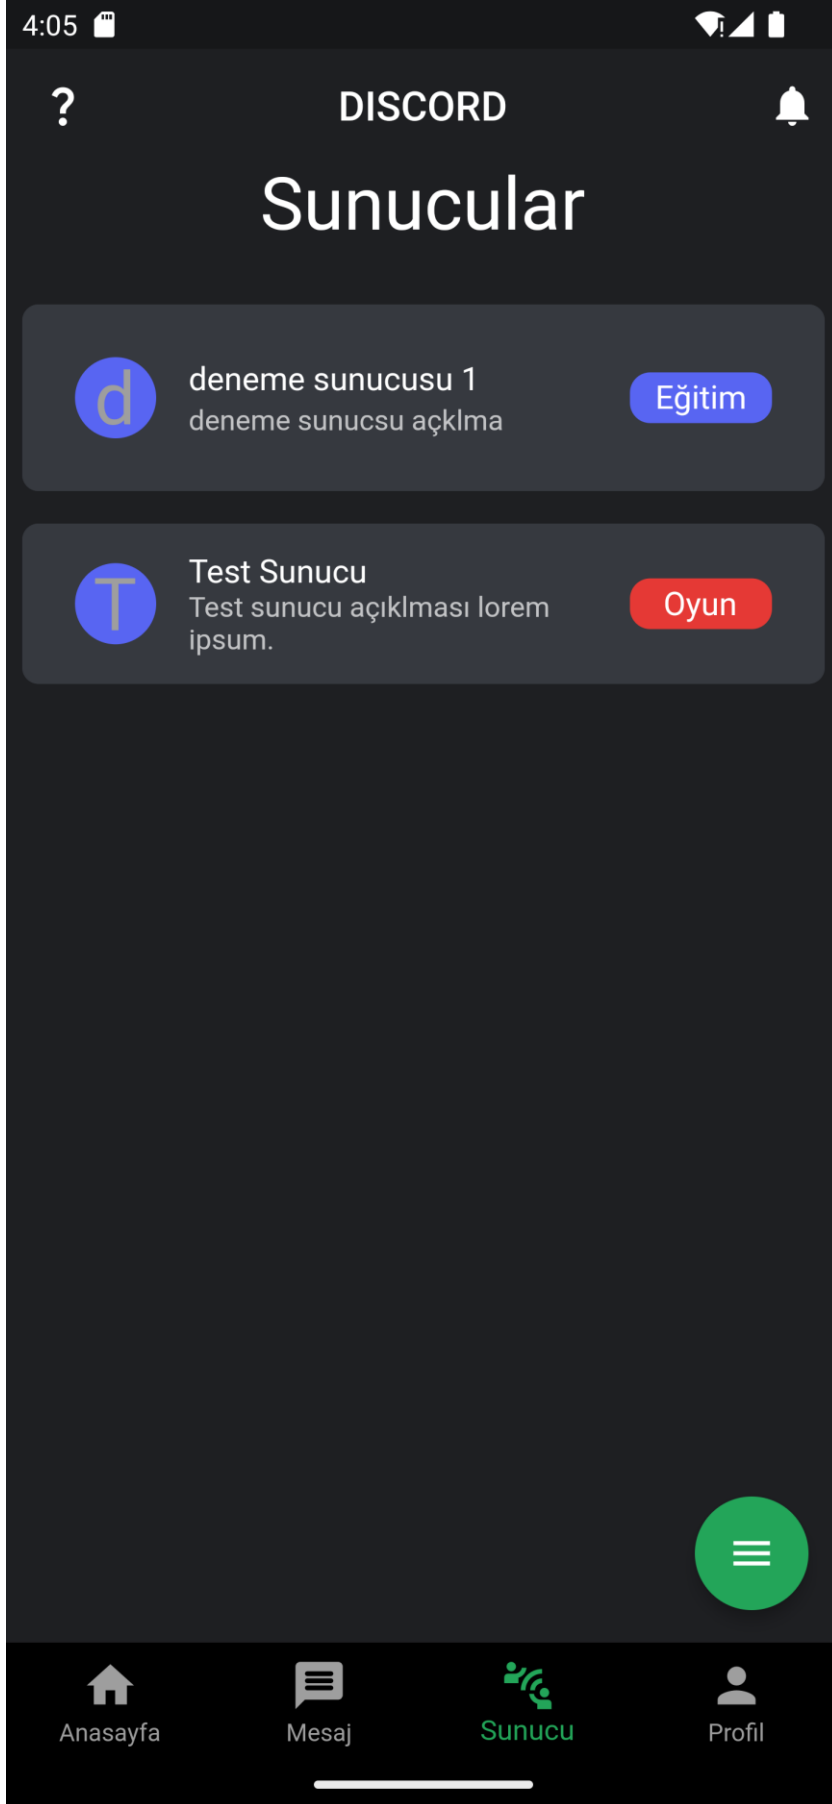 4:05
?
DISCORD
Sunucular
d
deneme sunucusu 1
deneme sunucsu açklma
Eğitim
T
Test Sunucu
Test sunucu açıklması lorem
ipsum.
Oyun
Anasayfa
Mesaj
Sunucu
Profil